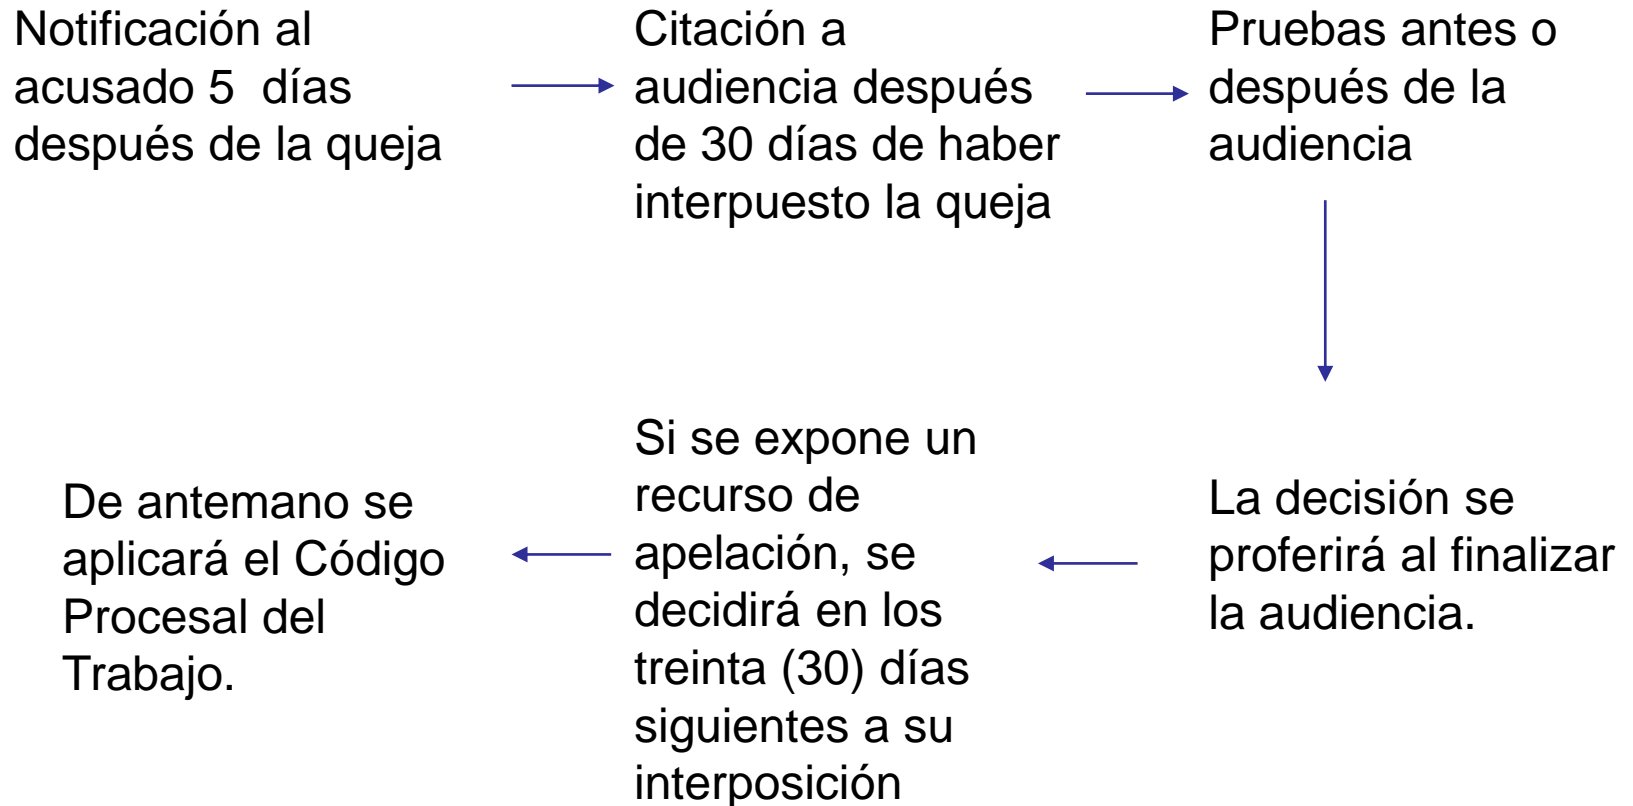 Notificación al
acusado 5  días
después de la queja
Citación a
audiencia después
de 30 días de haber
interpuesto la queja
Pruebas antes o
después de la
audiencia
La decisión se
proferirá al finalizar
la audiencia.
Si se expone un
recurso de
apelación, se
decidirá en los
treinta (30) días
siguientes a su
interposición
De antemano se
aplicará el Código
Procesal del
Trabajo.